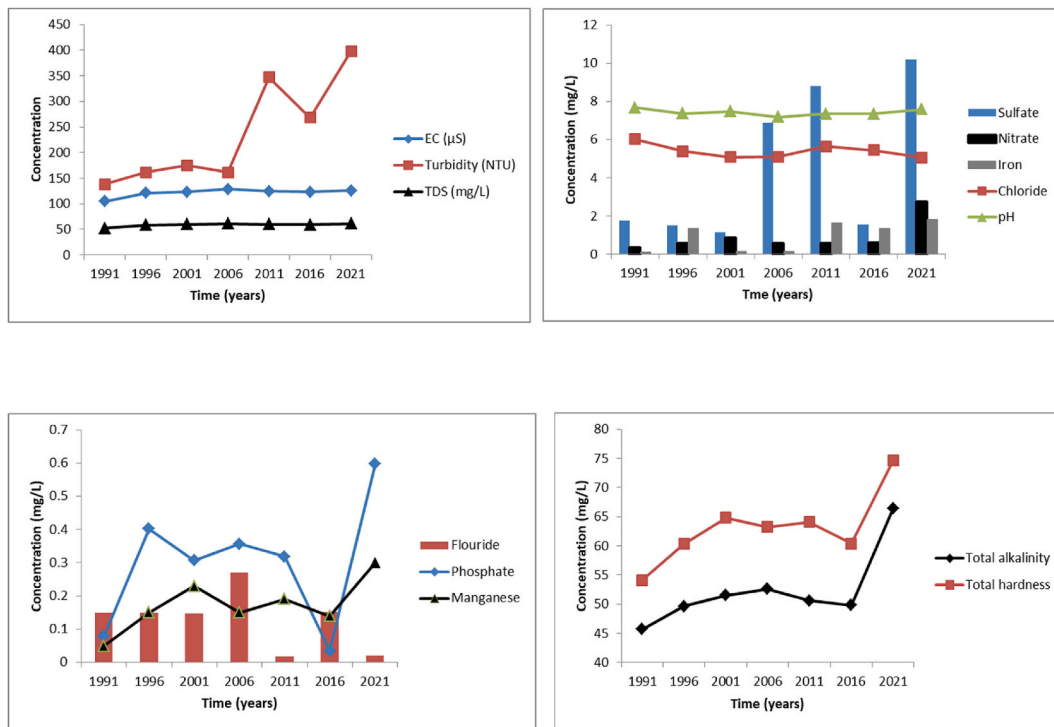 450
400
350
300
250
200
150
100
50
0
Concentration
1991 1996 2001 2006 2011 2016 2021
Time (years)
EC (µS)
Turbidity (NTU)
TDS (mg/L)
12
10
8
6
4
2
0
Concentration (mg/L)
1991 1996 2001 2006 2011 2016 2021
Tme (years)
Sulfate
Nitrate
Iron
Chloride
pH
0.7
0.6
0.5
0.4
0.3
0.2
0.1
0
Concentration (mg/L)
1991 1996 2001 2006 2011 2016 2021
Time (years)
Flouride
Phosphate
Manganese
80
75
70
65
60
55
50
45
40
Concentration (mg/L)
1991 1996 2001 2006 2011 2016 2021
Time (years)
Total alkalinity
Total hardness